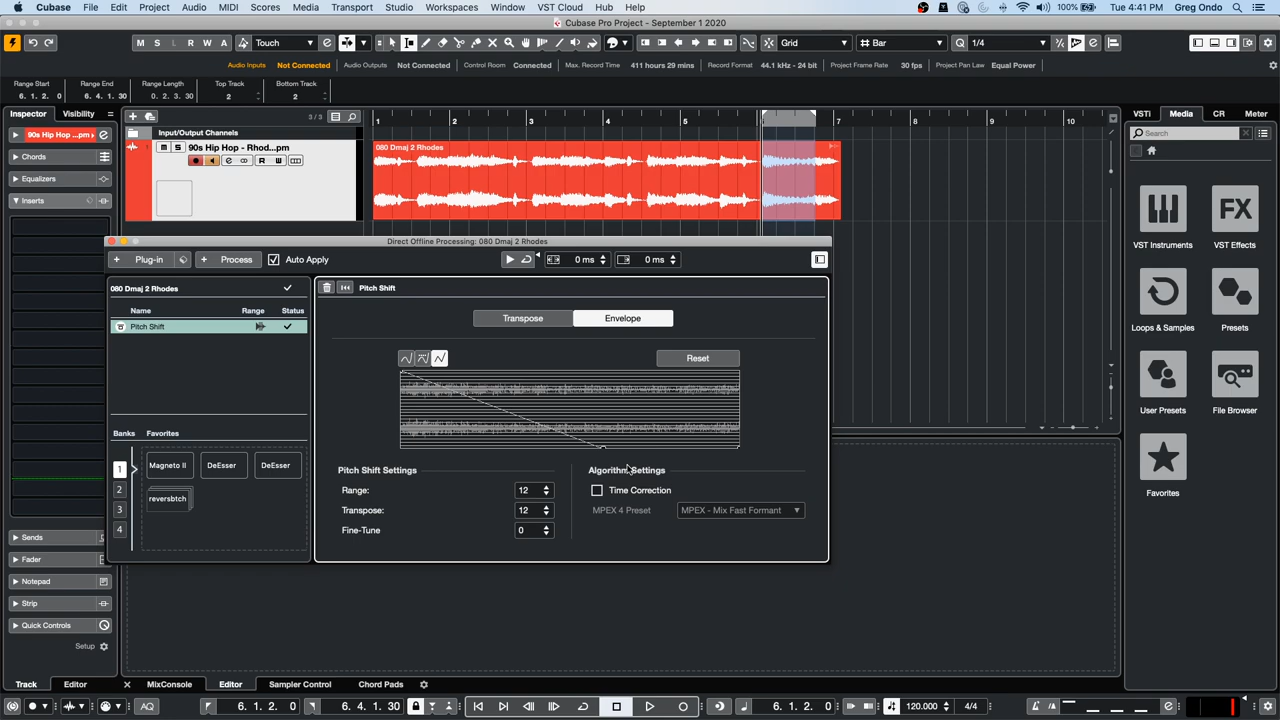 Cubase File Edit Project Audio MIDI Scores Media Transport Studio Workspaces Window VST Cloud Hub Help 100% Tue 4:41 PM Greg Ondo
Cubase Pro Project - September 1 2020
M S L R W A Touch Grid Bar Q 1/4
Audio Inputs Not Connected Audio Outputs Not Connected Control Room Connected Max. Record Time 411 hours 29 mins Record Format 44.1 kHz - 24 bit Project Frame Rate 30 fps Project Pan Law Equal Power
Range Start Range End Range Length Top Track Bottom Track
6. 1. 2. 0 6. 4. 1. 30 0. 2. 3. 30 2 2
Inspector Visibility
3 / 3
1 2 3 4 5 7 8 9 10
VSTi Media CR Meter
Input/Output Channels
Search
90s Hip Hop ...pm
1 M S 90s Hip Hop - Rhod...pm
R W
080 Dmaj 2 Rhodes
Chords
Equalizers
Inserts
VST Instruments
FX
VST Effects
Loops & Samples
Presets
User Presets
File Browser
Favorites
Direct Offline Processing: 080 Dmaj 2 Rhodes
+ Plug-in + Process Auto Apply 0 ms 0 ms
080 Dmaj 2 Rhodes
Name Range Status
Pitch Shift
Pitch Shift
Transpose Envelope
Reset
Banks Favorites
1 Magneto II DeEsser DeEsser
2 reversbtch
3
4
Pitch Shift Settings
Range: 12
Transpose: 12
Fine-Tune 0
Algorithm Settings
Time Correction
MPEX 4 Preset MPEX - Mix Fast Formant
Sends
Fader
Notepad
Strip
Quick Controls
Setup
Track Editor MixConsole Editor Sampler Control Chord Pads
AQ 6. 1. 2. 0 6. 4. 1. 30 6. 1. 2. 0 120.000 4/4